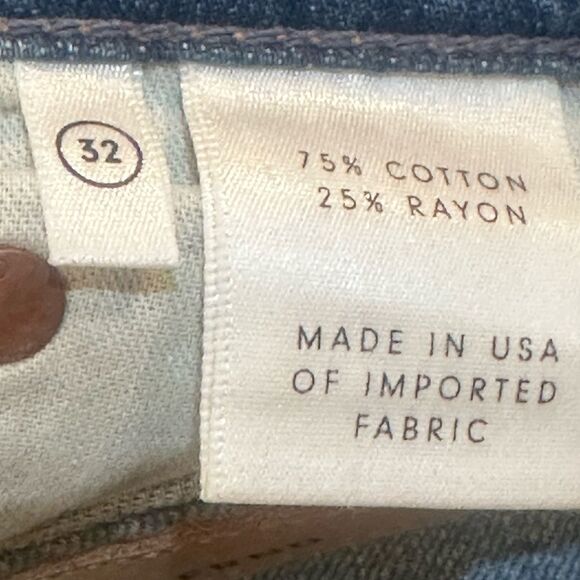 32
75% COTTON
25% RAYON
MADE IN USA
OF IMPORTED
FABRIC